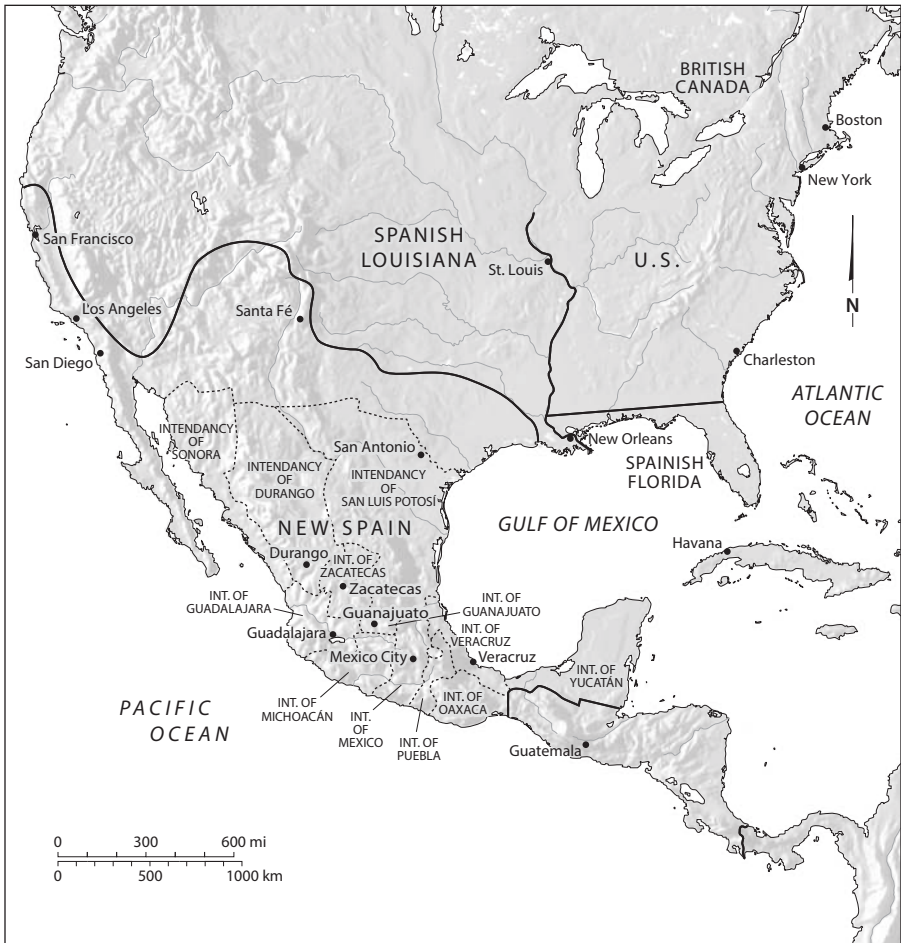 BRITISH
CANADA
Boston
New York
San Francisco
SPANISH
LOUISIANA
St. Louis
U.S.
N
Los Angeles
Santa Fé
San Diego
Charleston
ATLANTIC
OCEAN
INTENDANCY
OF
SONORA
San Antonio
New Orleans
INTENDANCY
OF
DURANGO
INTENDANCY
OF
SAN LUIS POTOSÍ
SPAINISH
FLORIDA
NEW SPAIN
GULF OF MEXICO
Havana
Durango
INT. OF
ZACATECAS
Zacatecas
INT. OF
GUADALAJARA
Guanajuato
INT. OF
GUANAJUATO
Guadalajara
INT. OF
VERACRUZ
Mexico City
Veracruz
INT. OF
YUCATÁN
INT. OF
MICHOACÁN
INT.
OF
MEXICO
INT. OF
PUEBLA
INT. OF
OAXACA
PACIFIC
OCEAN
Guatemala
0 300 600 mi
0 500 1000 km